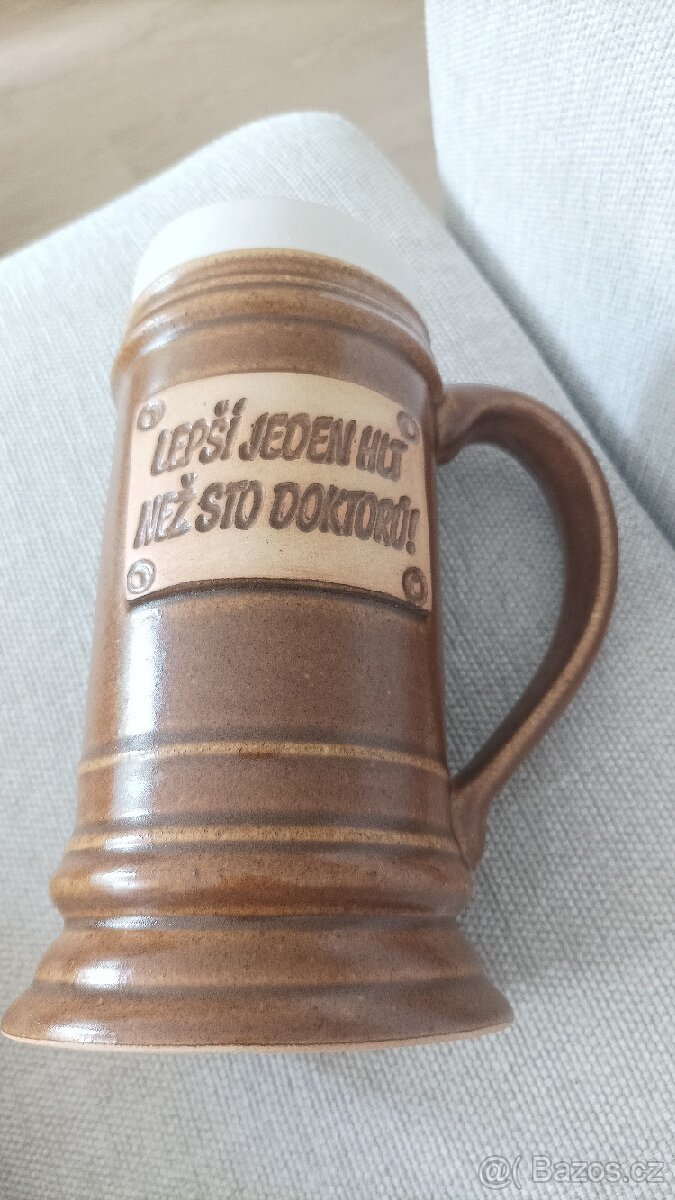 LEPŠÍ JEDEN HLT
NEŽ STO DOKTORŮ!
@( Bazos.cz